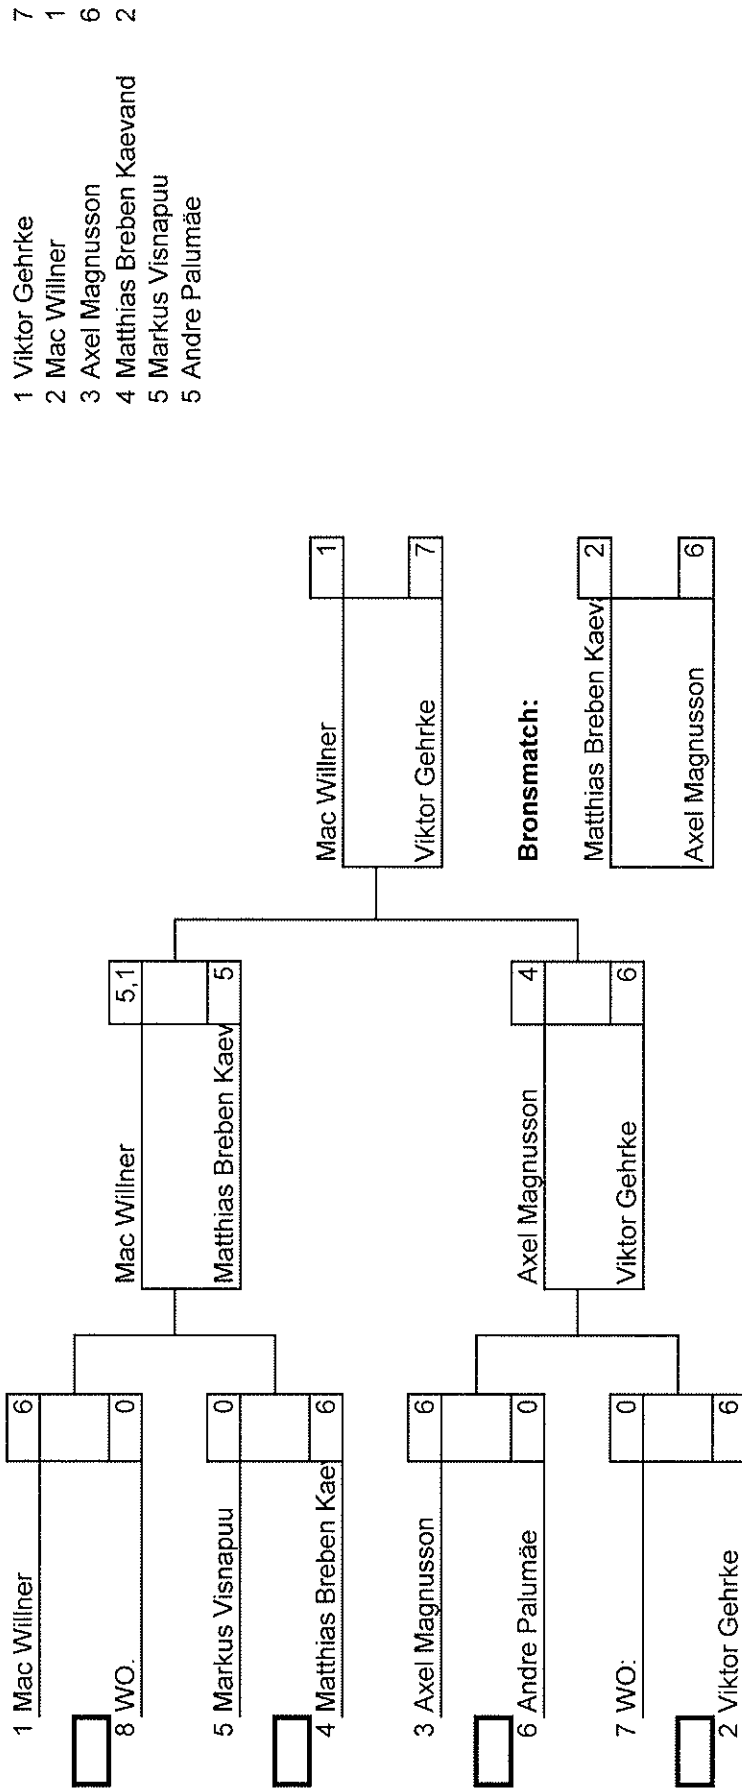 1 Mac Willner 6
8 WO. 0
5 Markus Visnapuu 0
4 Matthias Breben Kae 6
3 Axel Magnusson 6
6 Andre Palumäe 0
7 WO: 0
2 Viktor Gehrke 6
Mac Willner 5,1
Matthias Breben Kaev 5
Axel Magnusson 4
Viktor Gehrke 6
Mac Willner 1
Viktor Gehrke 7
Bronsmatch:
Matthias Breben Kaeva 2
Axel Magnusson 6
1 Viktor Gehrke 7
2 Mac Willner 1
3 Axel Magnusson 6
4 Matthias Breben Kaevand 2
5 Markus Visnapuu
5 Andre Palumäe